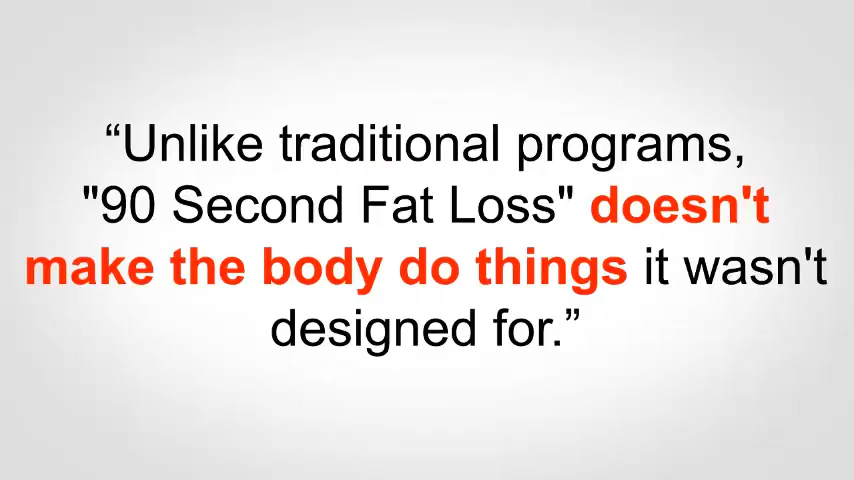 “Unlike traditional programs,
"90 Second Fat Loss" doesn't
make the body do things it wasn't
designed for.”